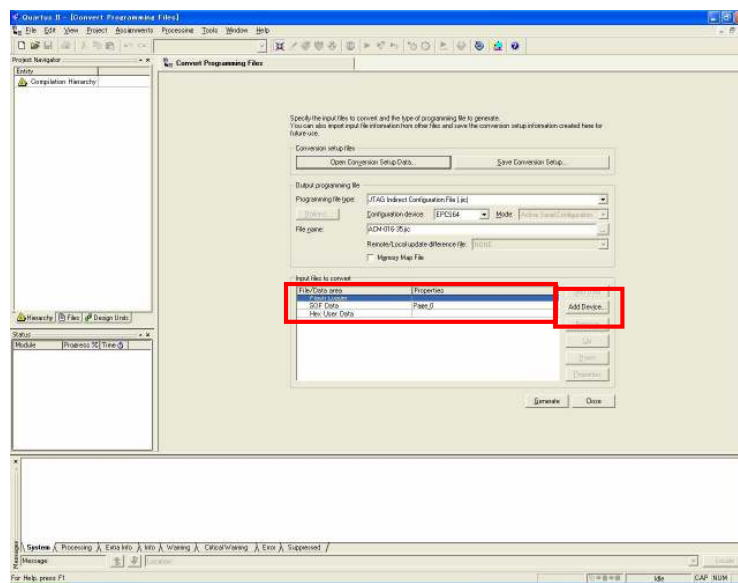 Quartus II - [Convert Programming Files]
File Edit View Project Assignments Processing Tools Window Help
Project Navigator
Entity
Compilation Hierarchy
Hierarchy Files Design Units
Status
Module Progress % Time
Convert Programming Files
Specify the input files to convert and the type of programming file to generate.
You can also import input file information from other files and save the conversion setup information created here for
future use.
Conversion setup files
Open Conversion Setup Data... Save Conversion Setup...
Output programming file
Programming file type: JTAG Indirect Configuration File (.jic)
Options... Configuration device: EPCS64 Mode: Active Serial Configuration
File name: ACM-016-35.jic ...
Remote/Local update difference file: NONE
Memory Map File
Input files to convert
File/Data area Properties
Flash Loader
SOF Data Page_0
Hex User Data
Add Device...
Up
Down
Properties
Generate Close
System Processing Extra Info Info Warning Critical Warning Error Suppressed
Messages
Message
Location:
Locate
For Help, press F1
Idle CAP NUM